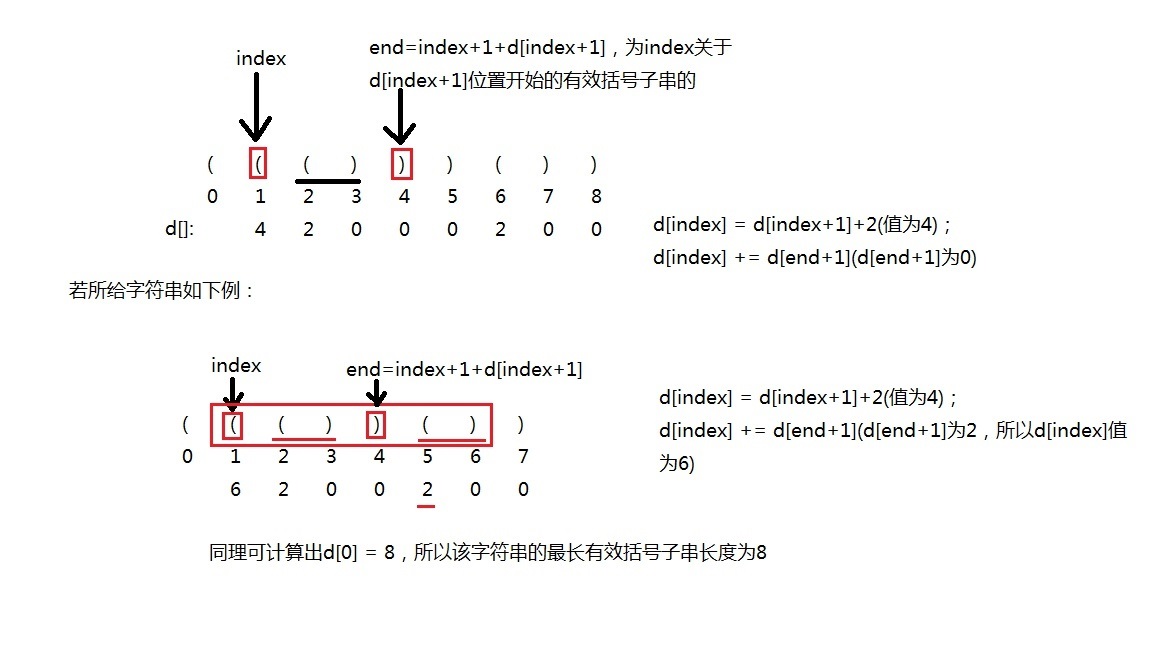 index
end=index+1+d[index+1]，为index关于
d[index+1]位置开始的有效括号子串的
( ( ( ) ) ) ( ) )
0 1 2 3 4 5 6 7 8
d[]: 4 2 0 0 0 2 0 0
d[index] = d[index+1]+2(值为4)；
d[index] += d[end+1](d[end+1]为0)
若所给字符串如下例：
index
end=index+1+d[index+1]
( ( ( ) ) ( ) )
0 1 2 3 4 5 6 7
6 2 0 0 2 0 0
d[index] = d[index+1]+2(值为4)；
d[index] += d[end+1](d[end+1]为2，所以d[index]值
为6)
同理可计算出d[0] = 8，所以该字符串的最长有效括号子串长度为8